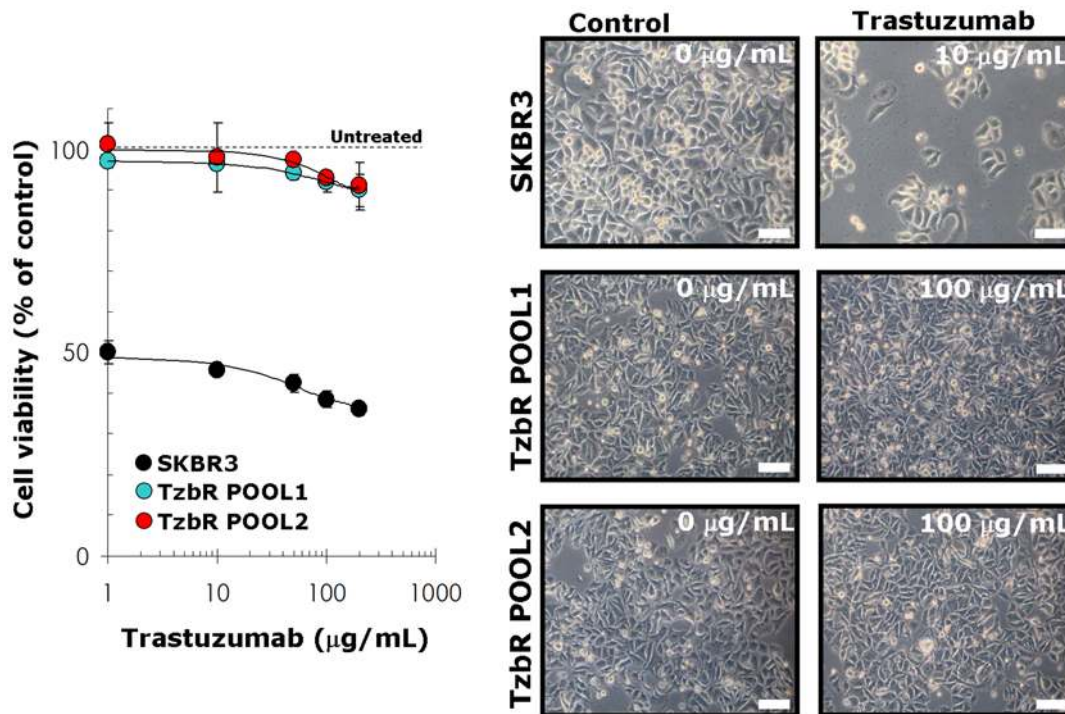 Cell viability (% of control)
100
50
0
Untreated
SKBR3
TzbR POOL1
TzbR POOL2
1 10 100 1000
Trastuzumab (μg/mL)
Control Trastuzumab
SKBR3
0 μg/mL 10 μg/mL
TzbR POOL1
0 μg/mL 100 μg/mL
TzbR POOL2
0 μg/mL 100 μg/mL